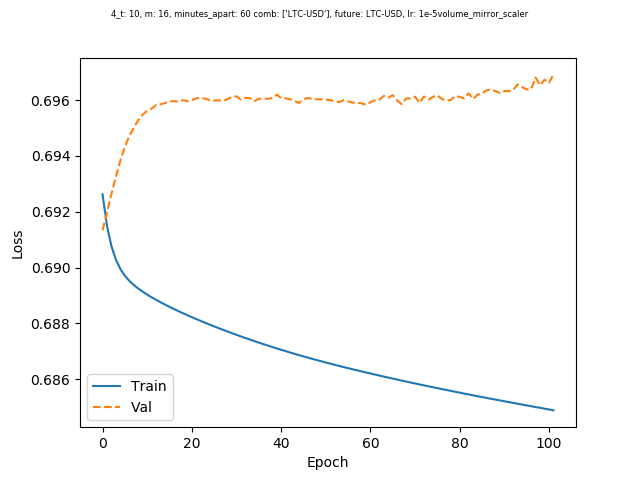 4_t: 10, m: 16, minutes_apart: 60 comb: ['LTC-USD'], future: LTC-USD, lr: 1e-5volume_mirror_scaler
0.696
0.694
0.692
0.690
0.688
0.686
Loss
Train
Val
0 20 40 60 80 100
Epoch